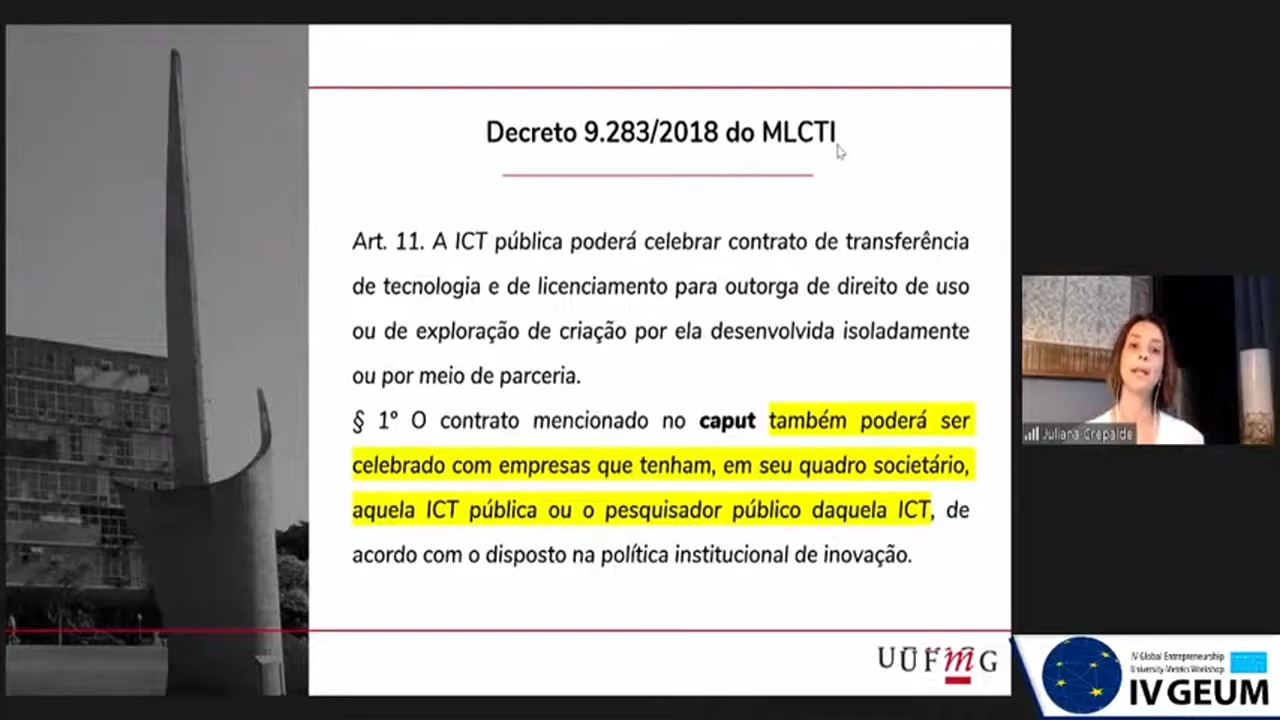 Decreto 9.283/2018 do MLCTI
Art. 11. A ICT pública poderá celebrar contrato de transferência
de tecnologia e de licenciamento para outorga de direito de uso
ou de exploração de criação por ela desenvolvida isoladamente
ou por meio de parceria.
§ 1º O contrato mencionado no caput também poderá ser
celebrado com empresas que tenham, em seu quadro societário,
aquela ICT pública ou o pesquisador público daquela ICT, de
acordo com o disposto na política institucional de inovação.
Juliana Crepalde
UFMG
IV Global Entrepreneurship
University Metrics Workshop
IV GEUM